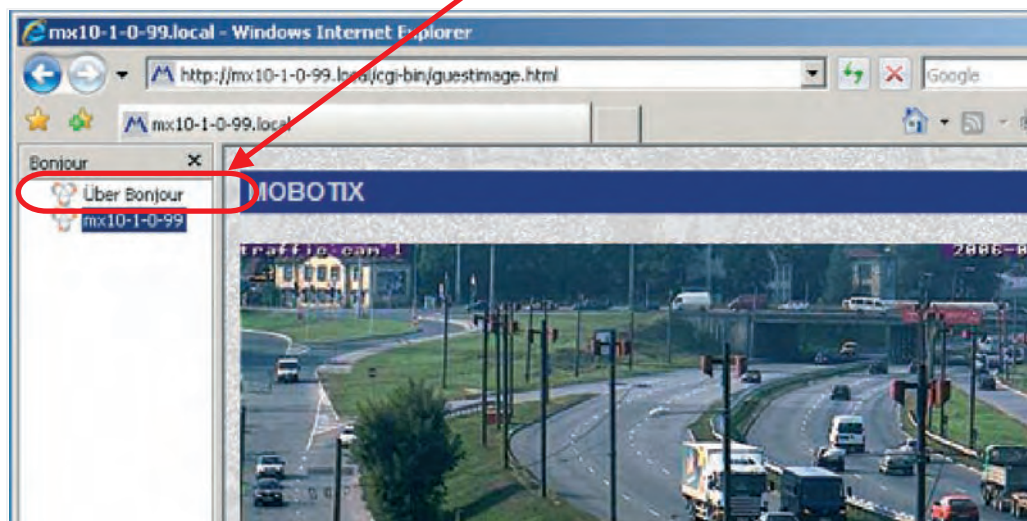 mx10-1-0-99.local - Windows Internet Explorer
http://mx10-1-0-99.local/cgi-bin/guestimage.html
Google
mx10-1-0-99.local
Bonjour
Über Bonjour
mx10-1-0-99
MOBOTIX
traffic-cam 1